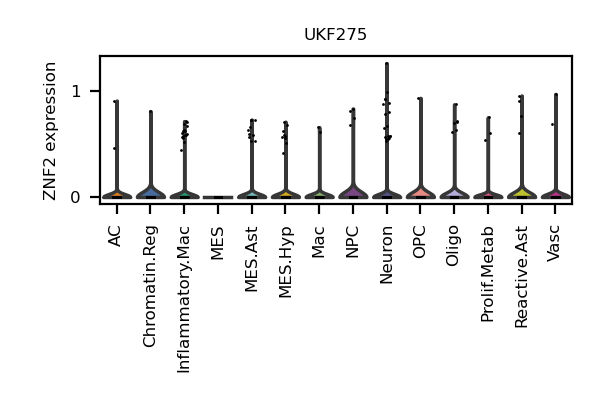 UKF275
ZNF2 expression
1
0
AC
Chromatin.Reg
Inflammatory.Mac
MES
MES.Ast
MES.Hyp
Mac
NPC
Neuron
OPC
Oligo
Prolif.Metab
Reactive.Ast
Vasc